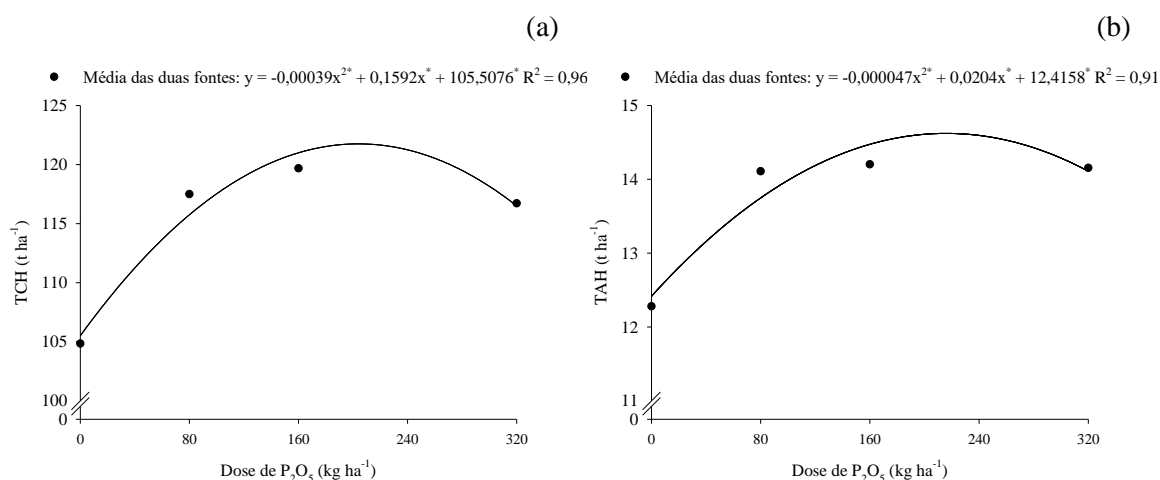 (a)
Média das duas fontes: y = -0,00039x²* + 0,1592x* + 105,5076* R² = 0,96
125
120
115
110
105
100
0
TCH (t ha⁻¹)
0 80 160 240 320
Dose de P₂O₅ (kg ha⁻¹)
(b)
Média das duas fontes: y = -0,000047x²* + 0,0204x* + 12,4158* R² = 0,91
15
14
13
12
11
0
TAH (t ha⁻¹)
0 80 160 240 320
Dose de P₂O₅ (kg ha⁻¹)